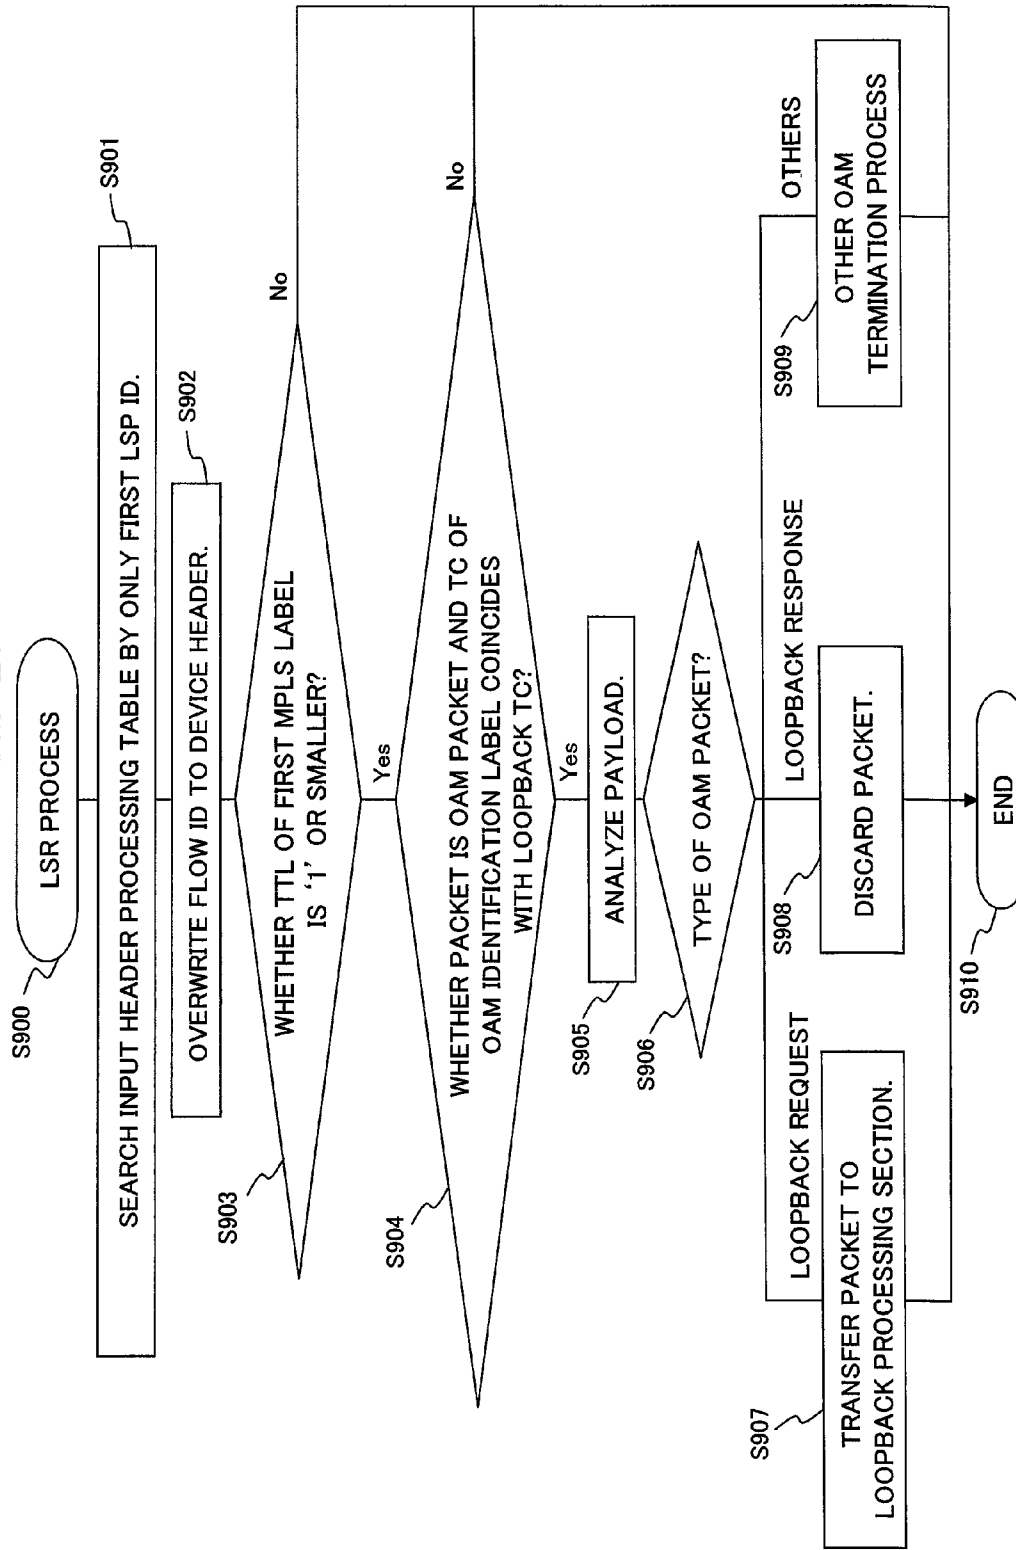 LSR PROCESS
S900
SEARCH INPUT HEADER PROCESSING TABLE BY ONLY FIRST LSP ID.
S901
OVERWRITE FLOW ID TO DEVICE HEADER.
S902
WHETHER TTL OF FIRST MPLS LABEL
IS ‘1’ OR SMALLER?
S903
No
Yes
WHETHER PACKET IS OAM PACKET AND TC OF
OAM IDENTIFICATION LABEL COINCIDES
WITH LOOPBACK TC?
S904
No
Yes
ANALYZE PAYLOAD.
S905
TYPE OF OAM PACKET?
S906
LOOPBACK REQUEST
LOOPBACK RESPONSE
OTHERS
S907
TRANSFER PACKET TO
LOOPBACK PROCESSING SECTION.
S908
DISCARD PACKET.
S909
OTHER OAM
TERMINATION PROCESS
S910
END